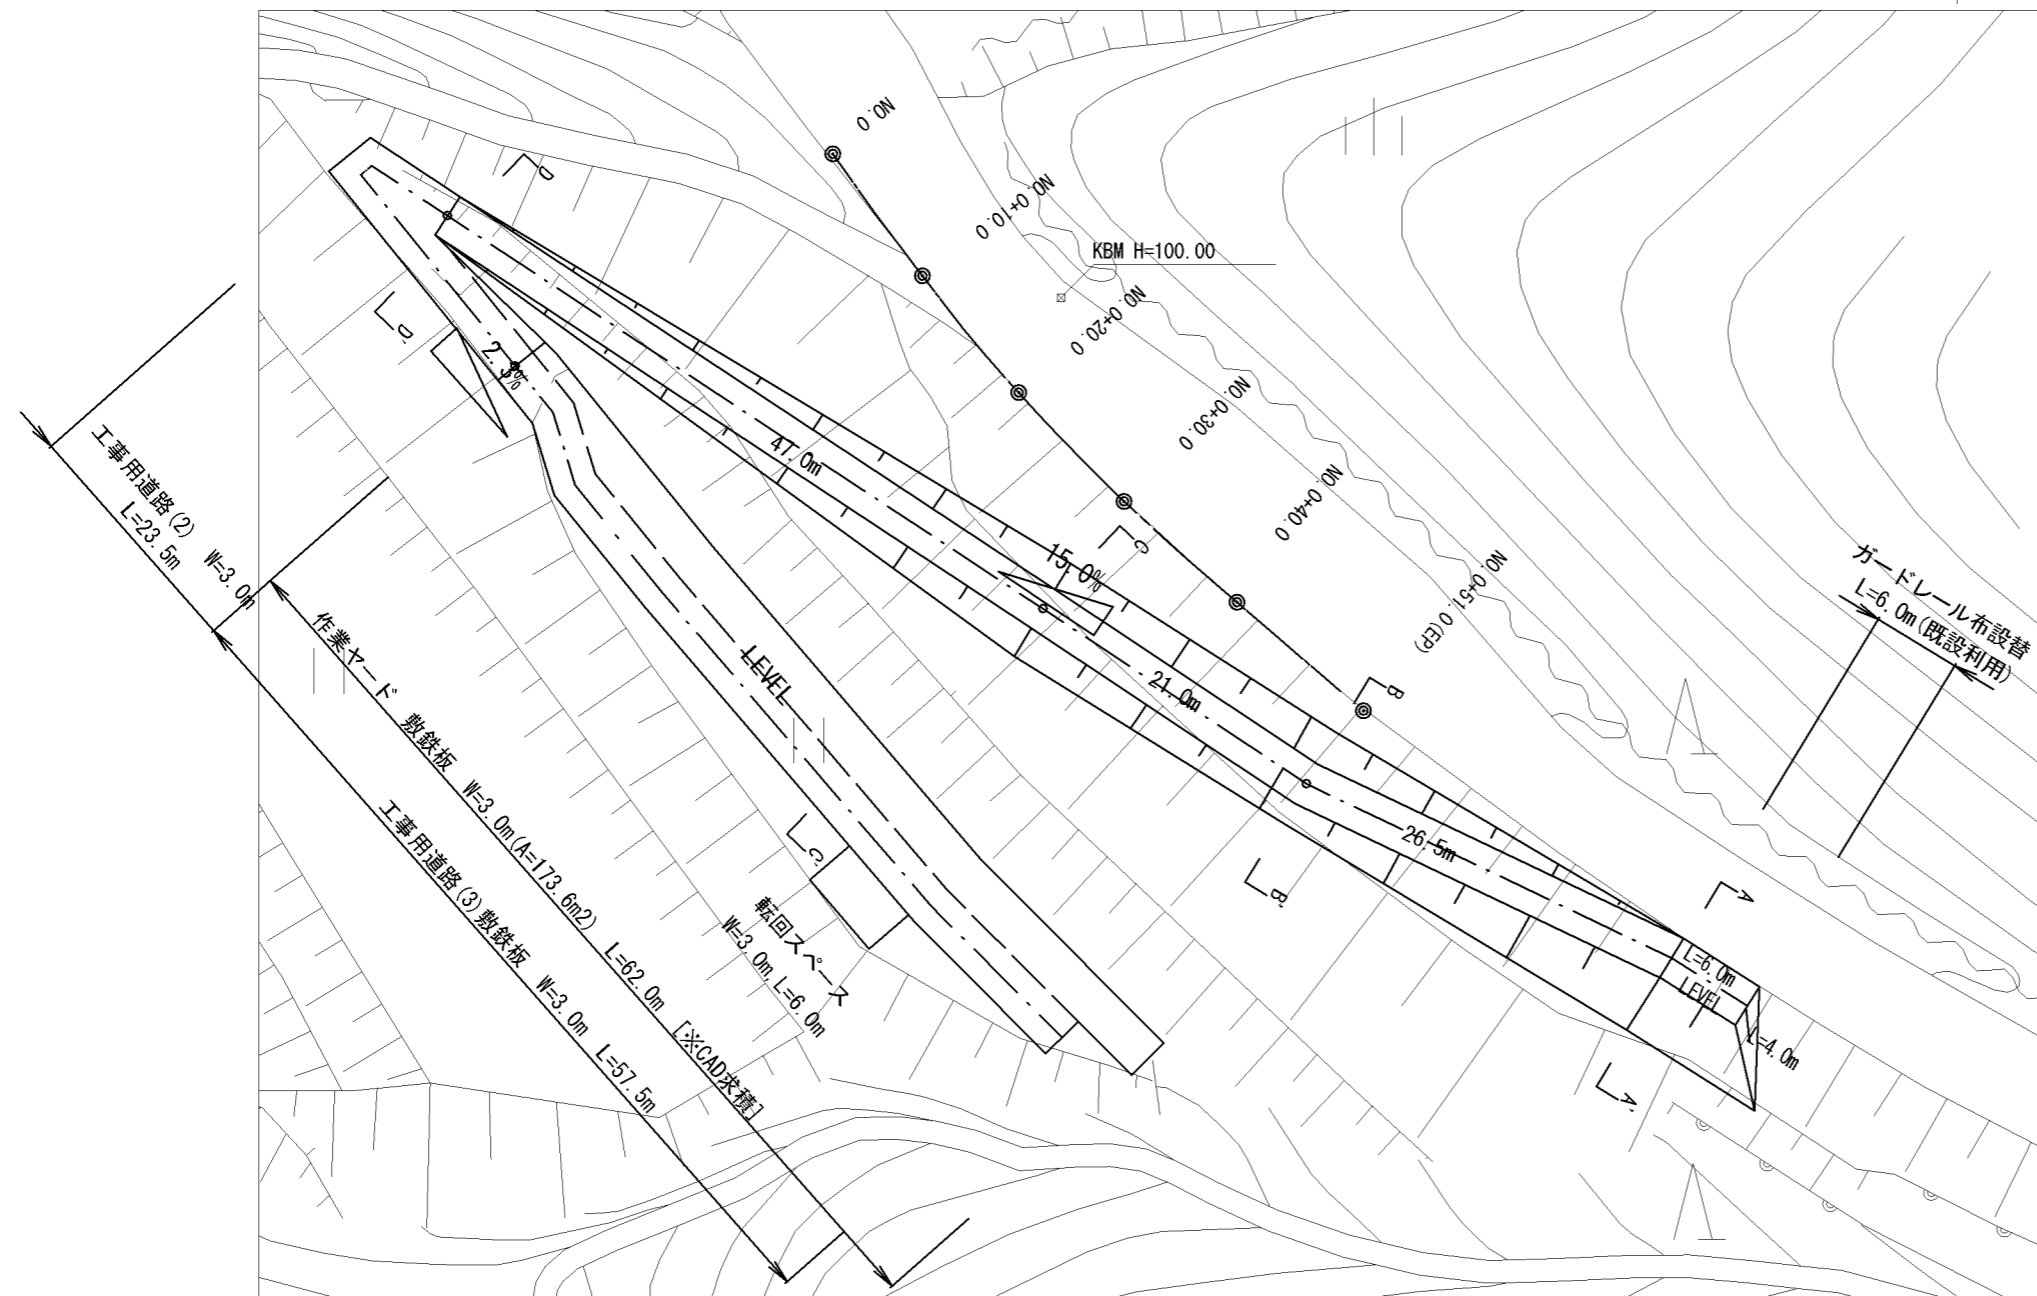 NO.0
NO.0+10.0
KBM H=100.00
NO.0+20.0
NO.0+30.0
NO.0+40.0
NO.0+51.0(EP)
D
D'
2.3%
47.0m
15.0%
C
C'
21.0m
B
B'
26.5m
A
A'
L=6.0m
LEVEL
L=4.0m
LEVEL
ガードレール布設替
L=6.0m(既設利用)
工事用道路(2) W=3.0m
L=23.5m
作業ヤード 敷鉄板 W=3.0m(A=173.6m2) L=62.0m [※CAD求積]
工事用道路(3)敷鉄板 W=3.0m L=57.5m
転回スペース
W=3.0m,L=6.0m